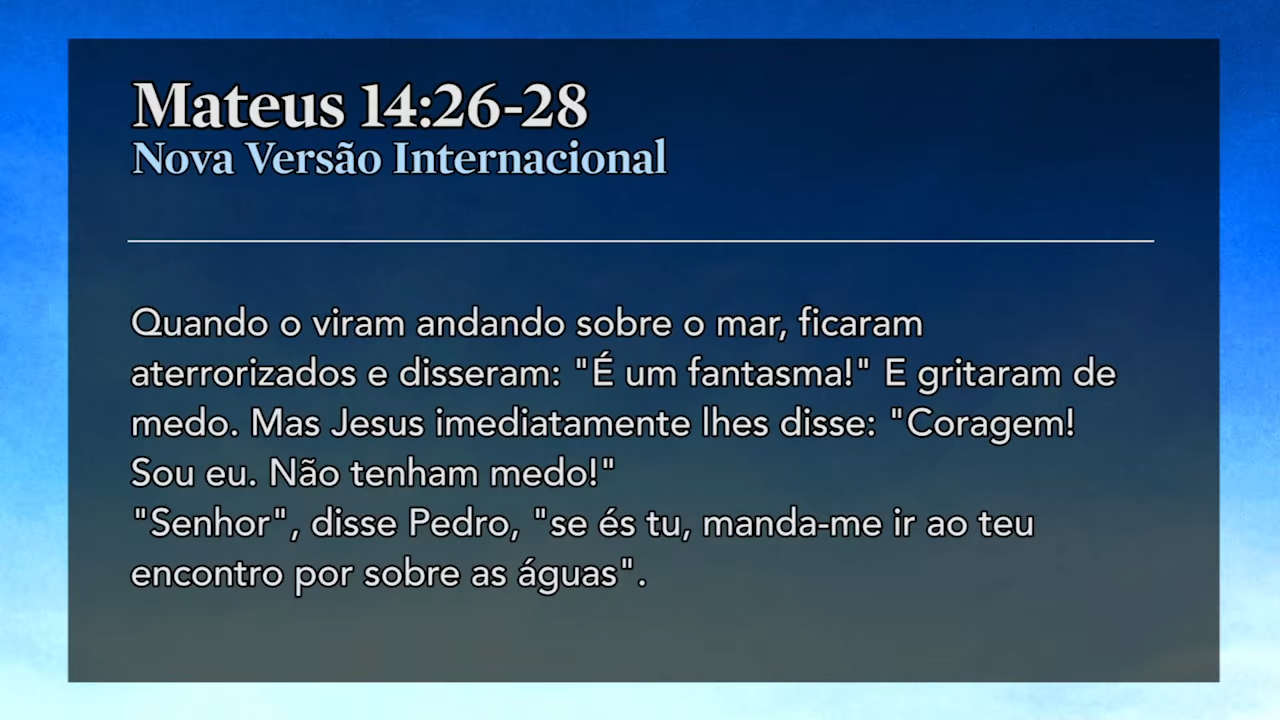 Mateus 14:26-28
Nova Versão Internacional
Quando o viram andando sobre o mar, ficaram
aterrorizados e disseram: "É um fantasma!" E gritaram de
medo. Mas Jesus imediatamente lhes disse: "Coragem!
Sou eu. Não tenham medo!"
"Senhor", disse Pedro, "se és tu, manda-me ir ao teu
encontro por sobre as águas".